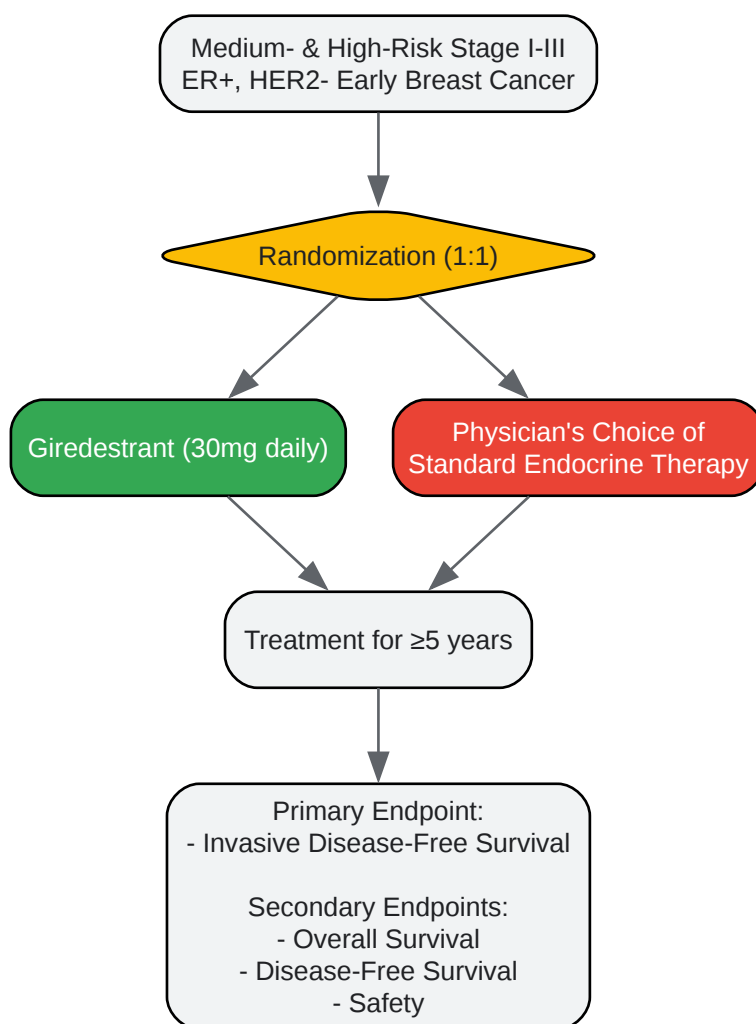 Medium- & High-Risk Stage I-III
ER+, HER2- Early Breast Cancer
Randomization (1:1)
Giredestrant (30mg daily)
Physician's Choice of
Standard Endocrine Therapy
Treatment for ≥5 years
Primary Endpoint:
- Invasive Disease-Free Survival
Secondary Endpoints:
- Overall Survival
- Disease-Free Survival
- Safety